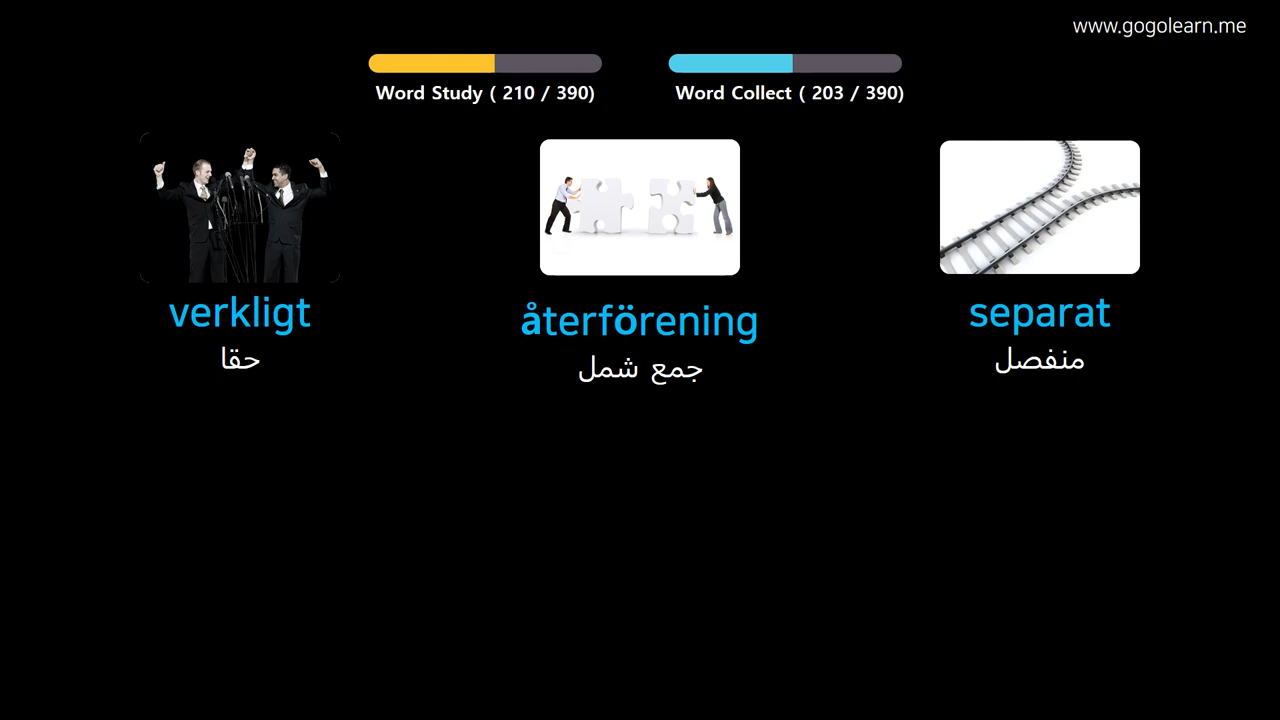 www.gogolearn.me
Word Study ( 210 / 390)
Word Collect ( 203 / 390)
verkligt
حقا
återförening
جمع شمل
separat
منفصل